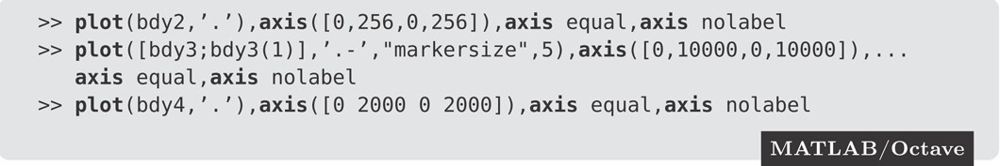 >> plot(bdy2,’.’),axis([0,256,0,256]),axis equal,axis nolabel
>> plot([bdy3;bdy3(1)],’.-’,"markersize",5),axis([0,10000,0,10000]),...
axis equal,axis nolabel
>> plot(bdy4,’.’),axis([0 2000 0 2000]),axis equal,axis nolabel
MATLAB/Octave